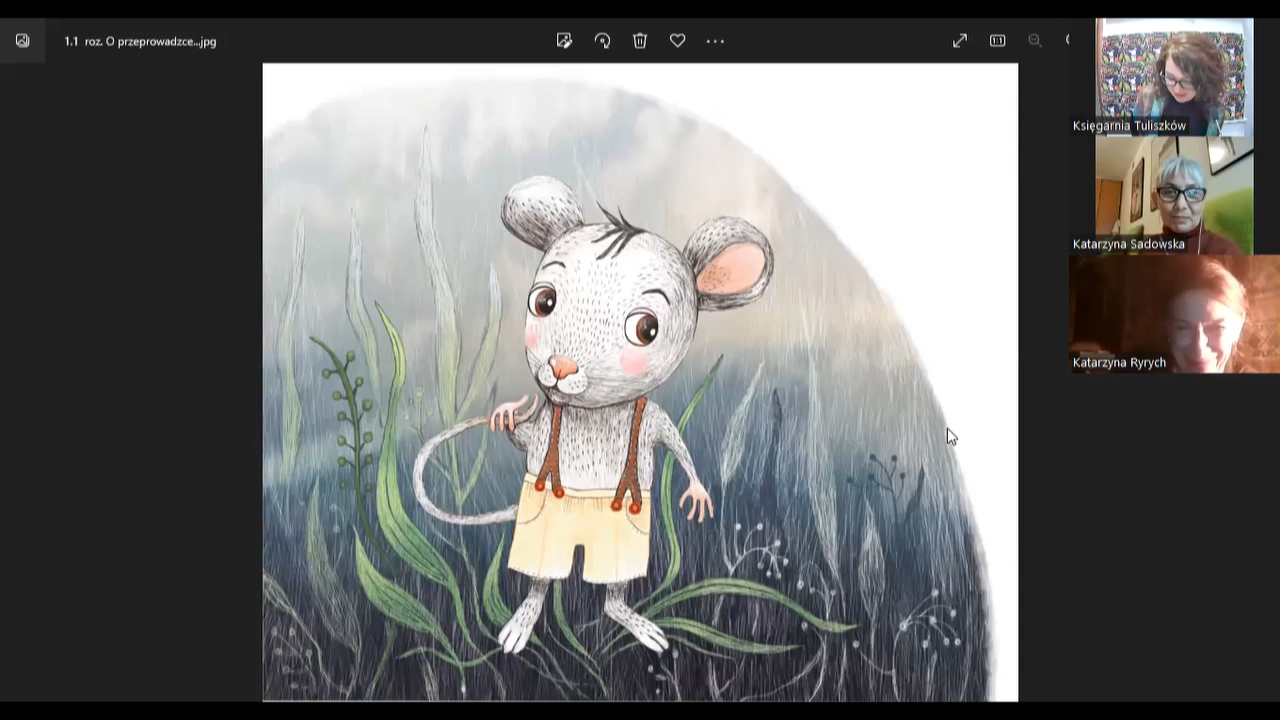 1.1 roz. O przeprowadzce...jpg
Księgarnia Tuliszków
Katarzyna Sadowska
Katarzyna Ryrych